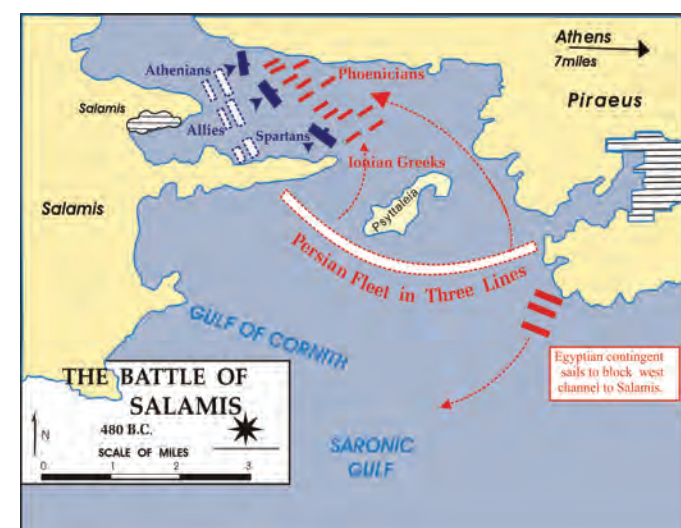 Athens
7miles
Piraeus
Athenians
Phoenicians
Salamis
Allies
Spartans
Ionian Greeks
Salamis
Psyttaleia
Persian Fleet in Three Lines
GULF OF CORNITH
Egyptian contingent
sails to block west
channel to Salamis.
THE BATTLE OF
SALAMIS
480 B.C.
N
SCALE OF MILES
0 1 2 3
SARONIC
GULF